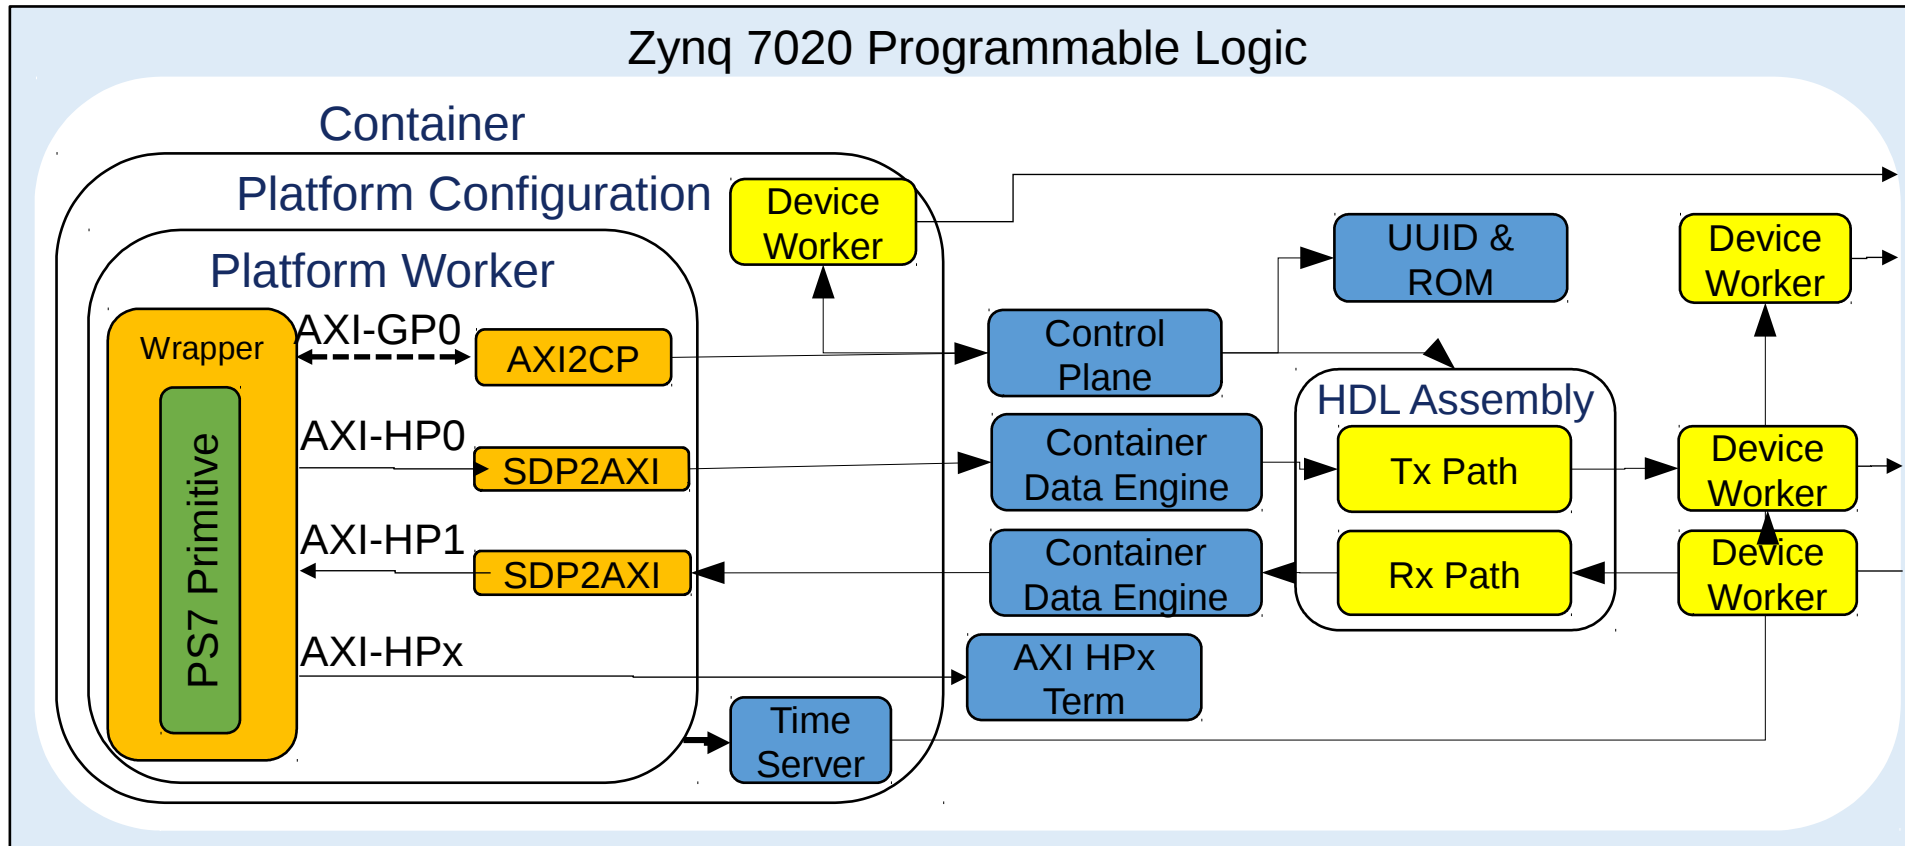 Zynq 7020 Programmable Logic
Container
Platform Configuration
Device
Worker
Platform Worker
UUID &
ROM
Device
Worker
Wrapper
AXI-GP0
AXI2CP
Control
Plane
HDL Assembly
PS7 Primitive
AXI-HP0
SDP2AXI
Container
Data Engine
Tx Path
Device
Worker
AXI-HP1
SDP2AXI
Container
Data Engine
Rx Path
Device
Worker
AXI-HPx
AXI HPx
Term
Time
Server